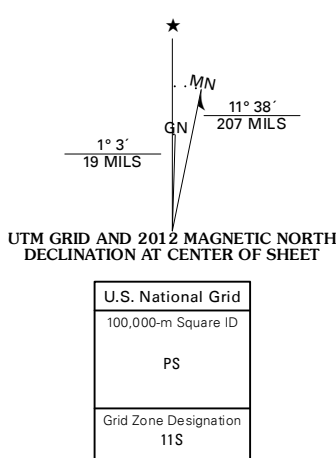 ★
MN
GN
11° 38´
207 MILS
1° 3´
19 MILS
UTM GRID AND 2012 MAGNETIC NORTH
DECLINATION AT CENTER OF SHEET
U.S. National Grid
100,000-m Square ID
PS
Grid Zone Designation
11S